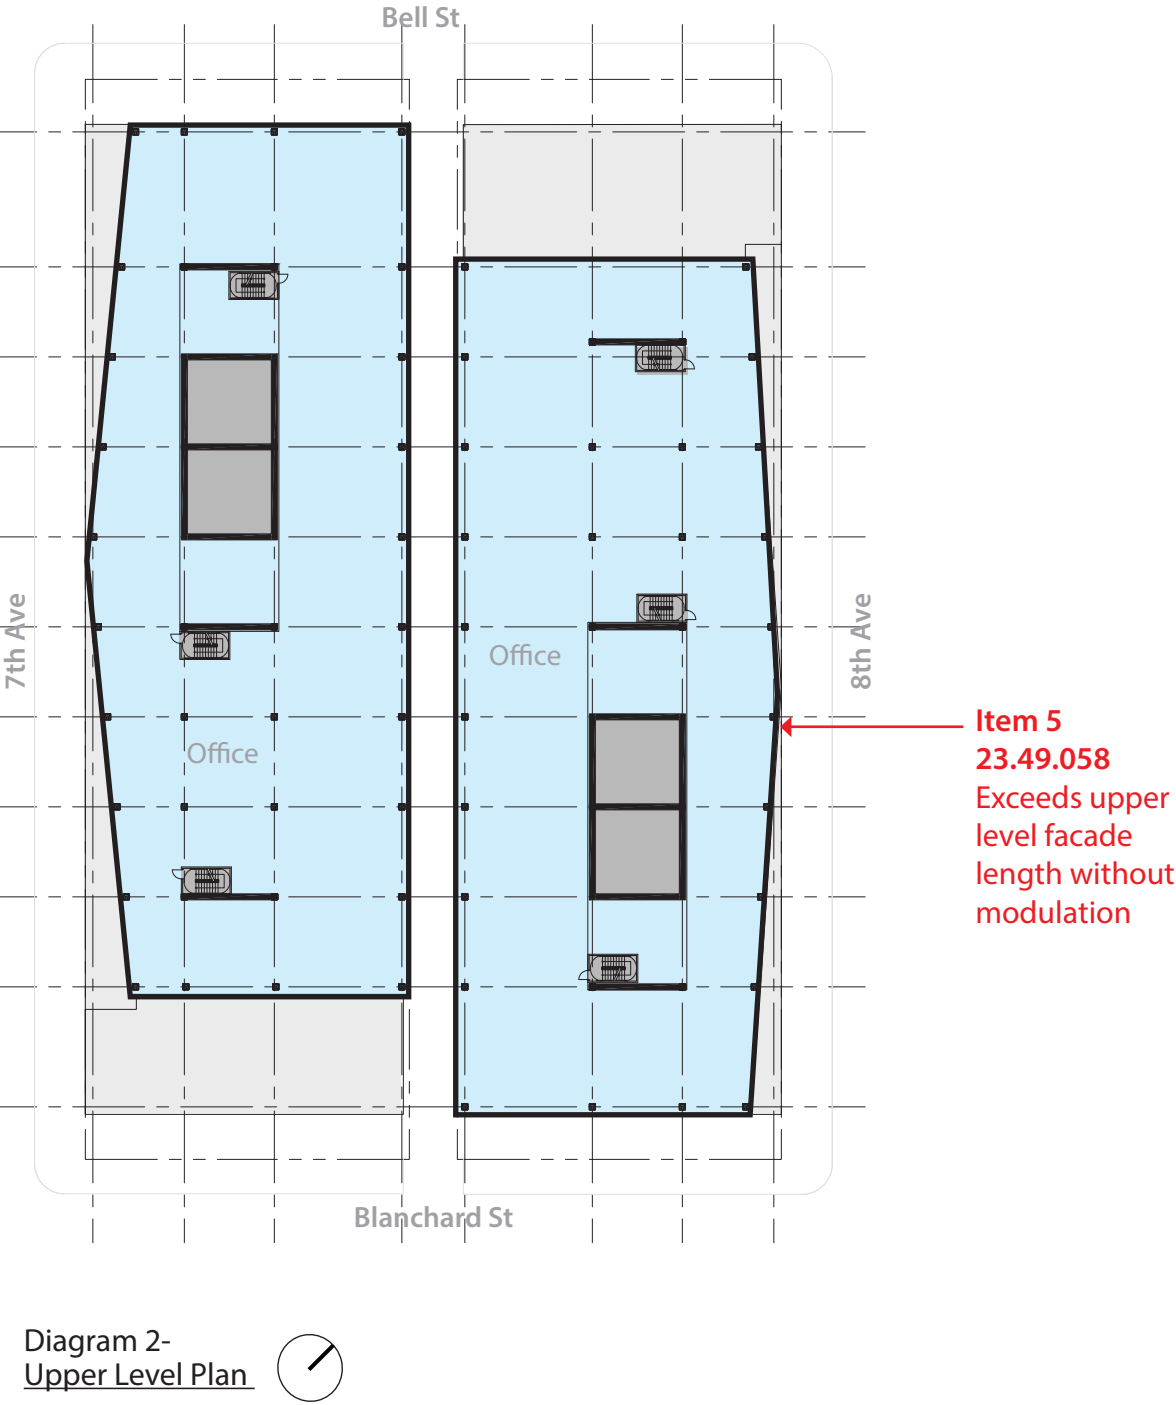 Bell St
7th Ave
Office
8th Ave
Item 5
23.49.058
Exceeds upper
level facade
length without
modulation
Office
Blanchard St
Diagram 2-
Upper Level Plan